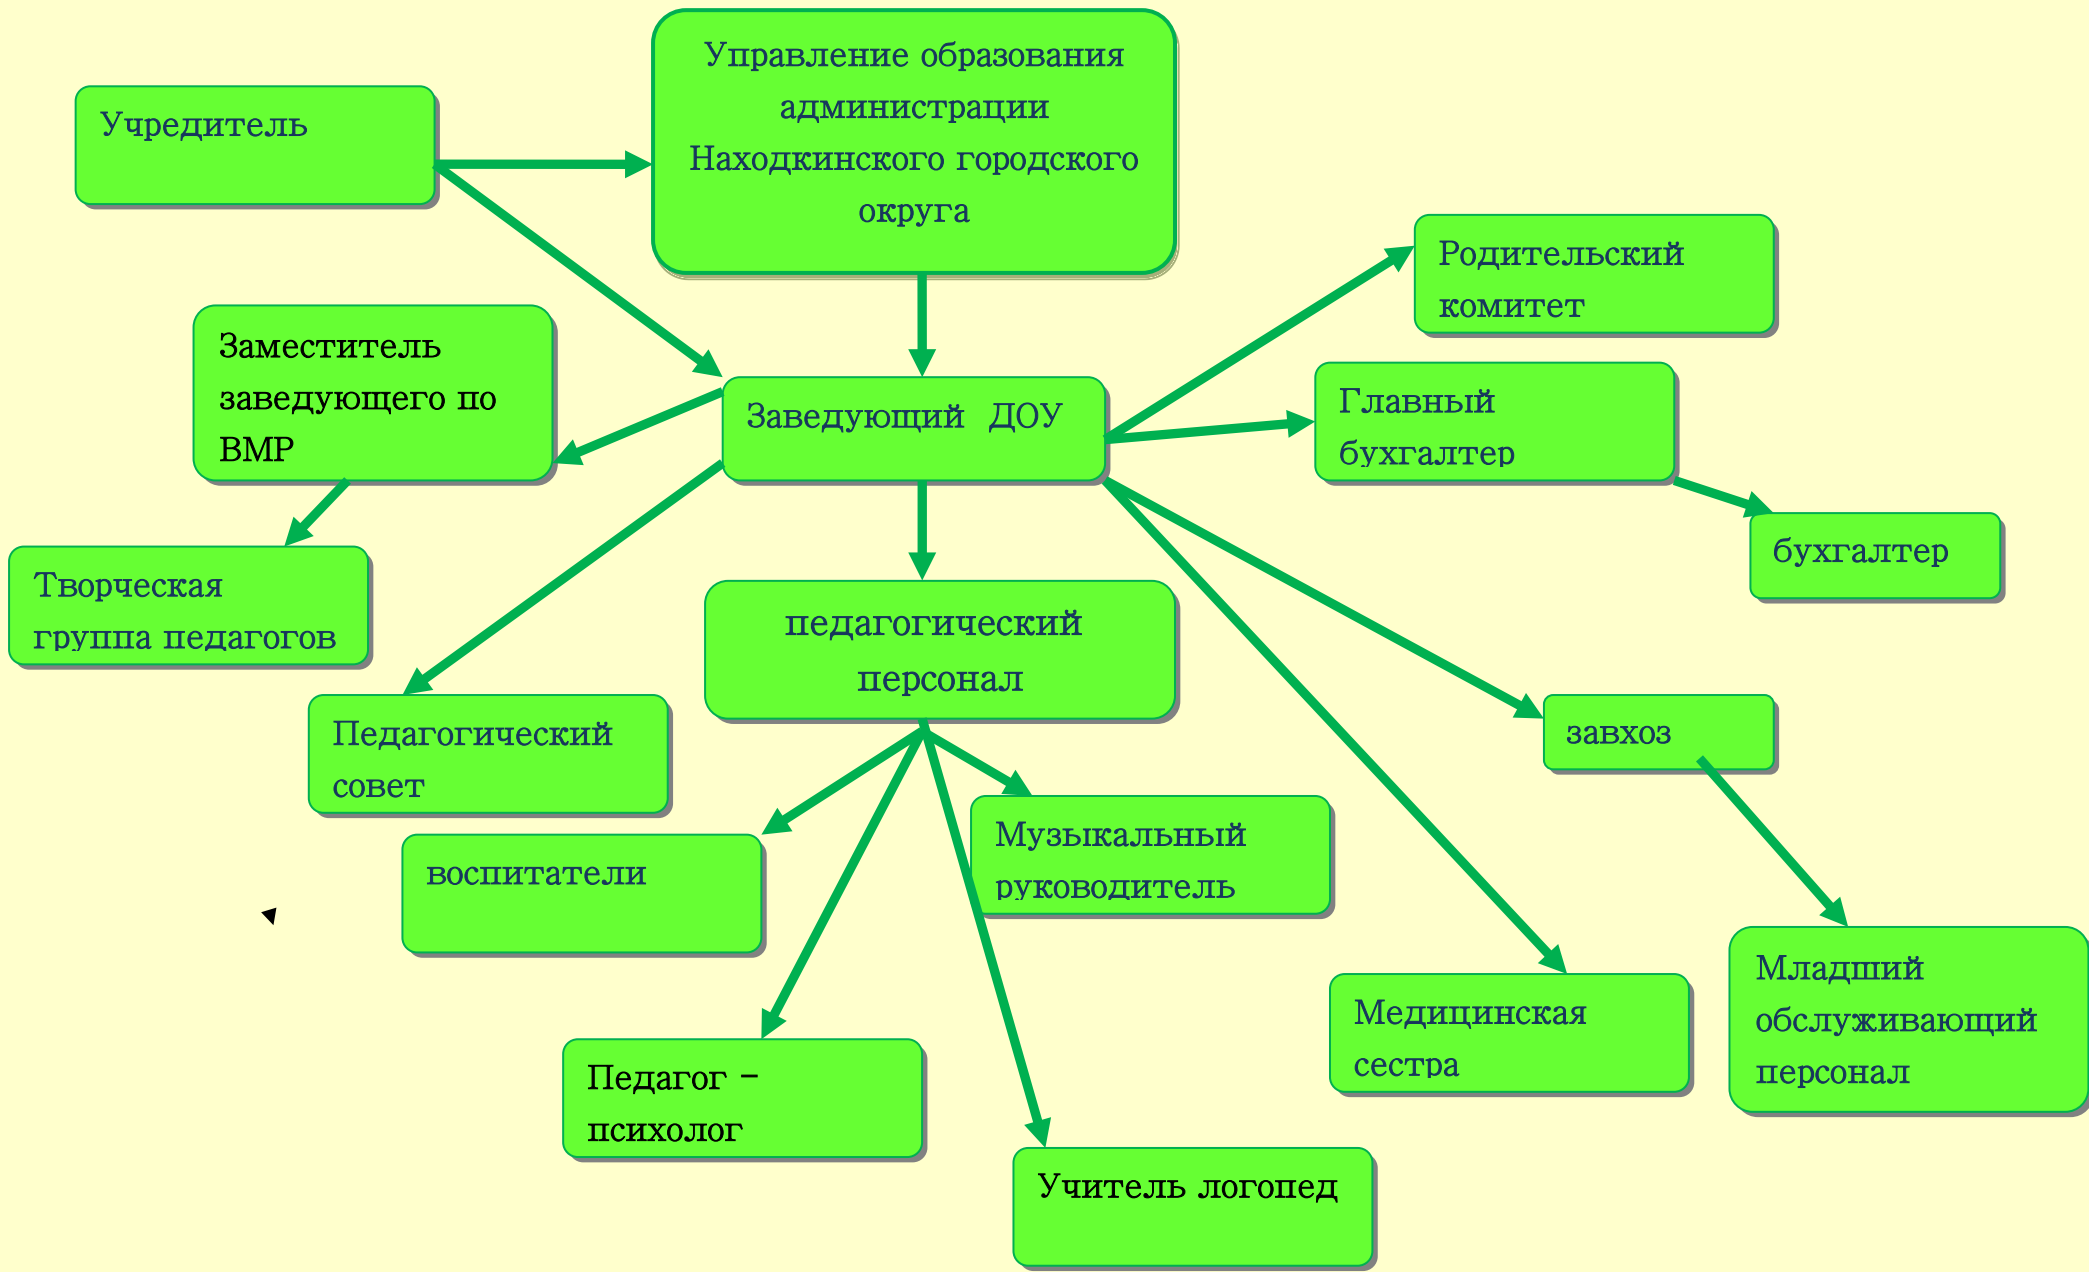 Управление образования
администрации
Находкинского городского
округа
Учредитель
Родительский
комитет
Заместитель
заведующего по
ВМР
Заведующий ДОУ
Главный
бухгалтер
бухгалтер
Творческая
группа педагогов
педагогический
персонал
Педагогический
совет
завхоз
воспитатели
Музыкальный
руководитель
Медицинская
сестра
Младший
обслуживающий
персонал
Педагог –
психолог
Учитель логопед